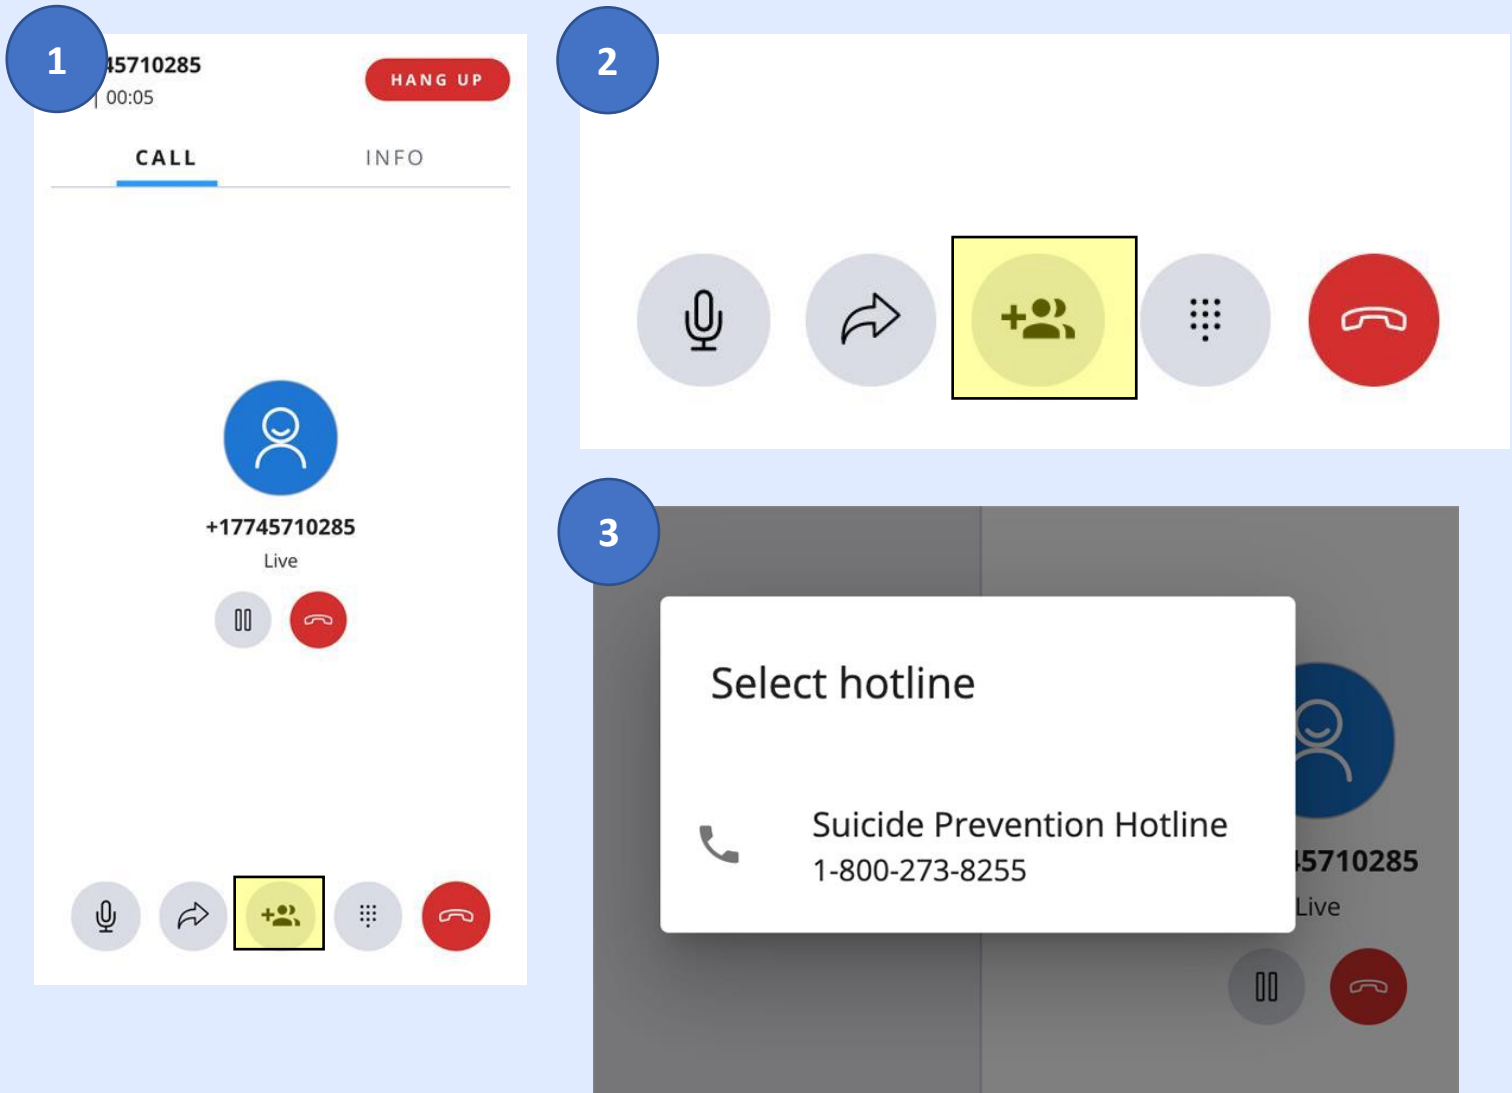 1
45710285
| 00:05
HANG UP
CALL
INFO
+17745710285
Live
2
3
Select hotline
Suicide Prevention Hotline
1-800-273-8255
5710285
Live